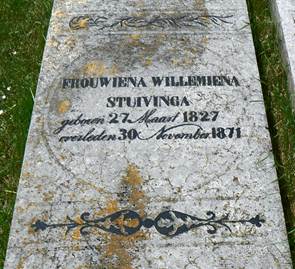 FROUWIENA WILLEMIENA
STUIVINGA
geboren 27 Maart 1827
overleden 30 November 1871